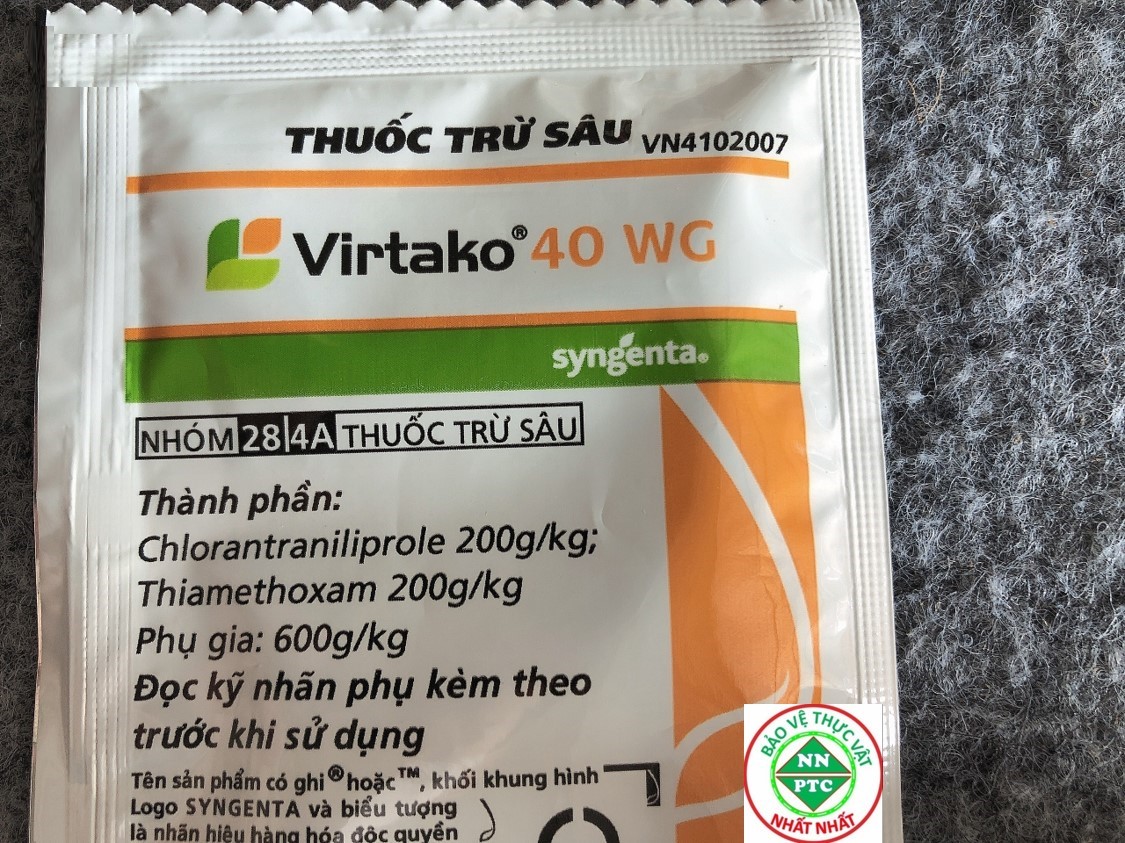 THUỐC TRỪ SÂU VN4102007
Virtako® 40 WG
syngenta®
NHÓM 28 4A THUỐC TRỪ SÂU
Thành phần:
Chlorantraniliprole 200g/kg;
Thiamethoxam 200g/kg
Phụ gia: 600g/kg
Đọc kỹ nhãn phụ kèm theo
trước khi sử dụng
Tên sản phẩm có ghi ® hoặc ™, khối khung hình
Logo SYNGENTA và biểu tượng
là nhãn hiệu hàng hóa độc quyền
BẢO VỆ THỰC VẬT
NN
PTC
NHẤT NHẤT